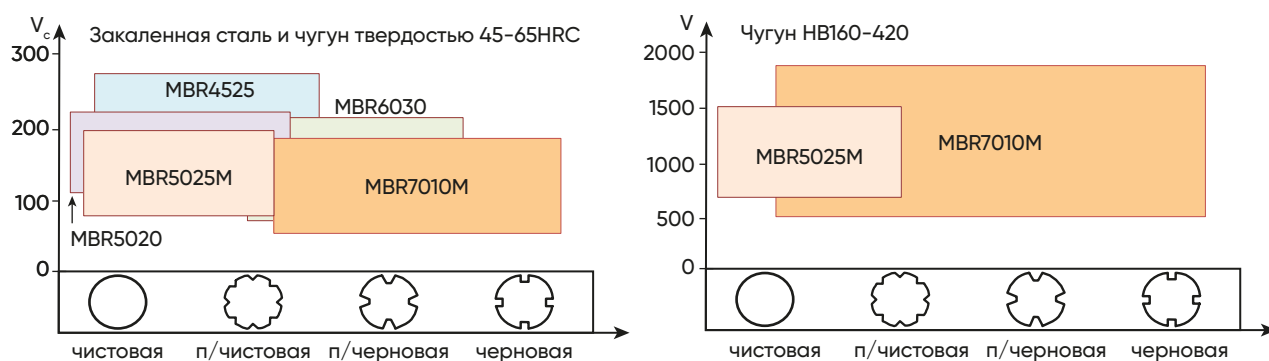 V_c
Закаленная сталь и чугун твердостью 45-65HRC
300
200
100
0
MBR4525
MBR6030
MBR5025M
MBR7010M
MBR5020
чистовая п/чистовая п/черновая черновая
V
Чугун HB160-420
2000
1500
1000
500
0
MBR7010M
MBR5025M
чистовая п/чистовая п/черновая черновая